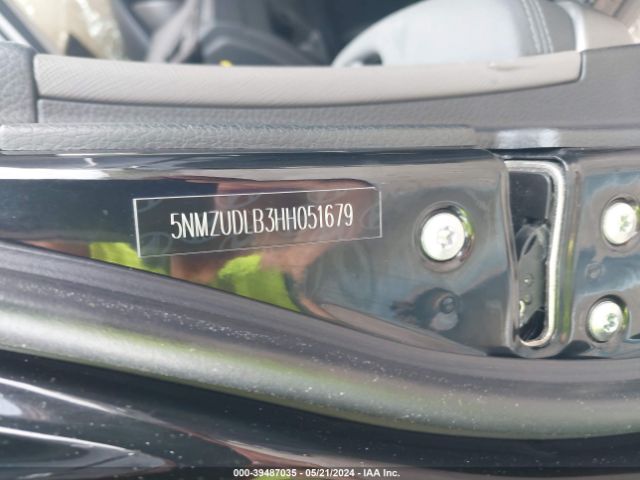 5NMZUDLB3HH051679
000-39487035 - 05/21/2024 - IAA Inc.